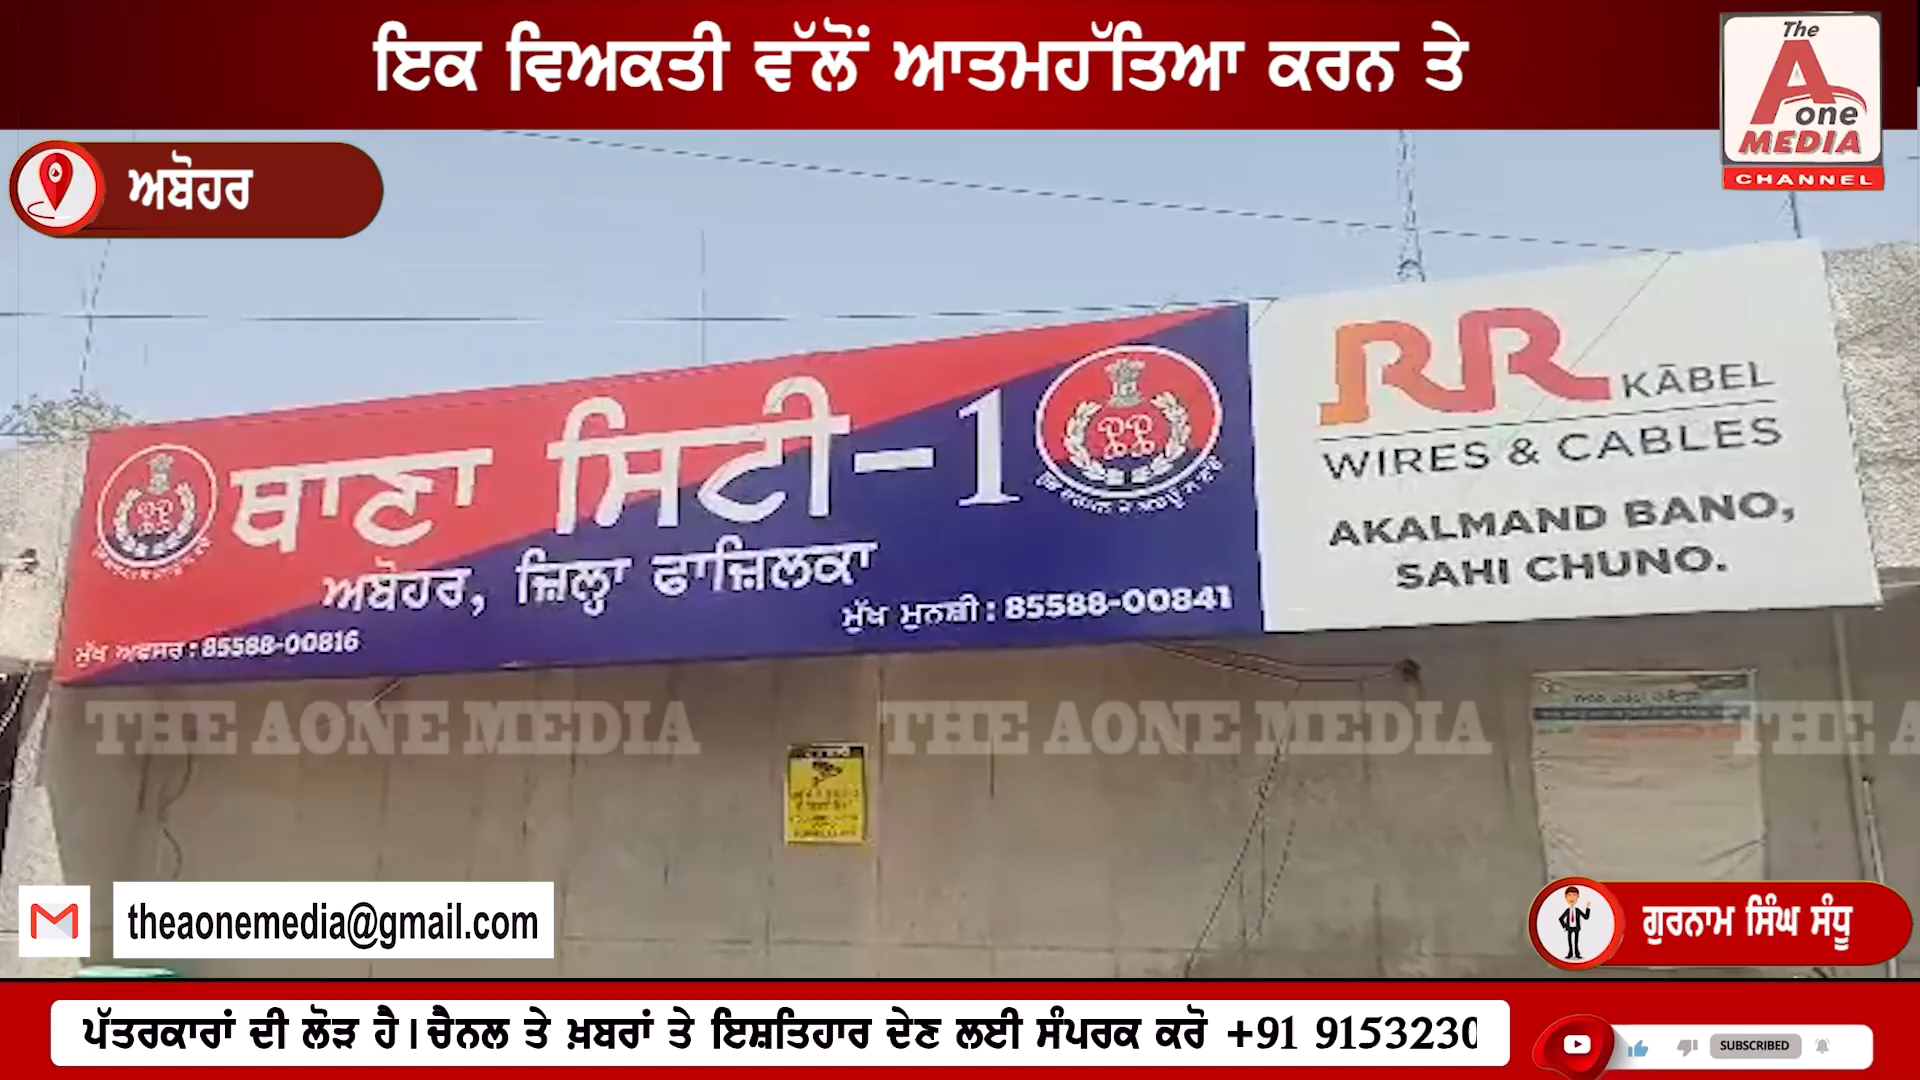 ਇਕ ਵਿਅਕਤੀ ਵੱਲੋਂ ਆਤਮਹੱਤਿਆ ਕਰਨ ਤੇ
The
A one
MEDIA
CHANNEL
ਅਬੋਹਰ
ਥਾਣਾ ਸਿਟੀ-1
ਅਬੋਹਰ, ਜ਼ਿਲ੍ਹਾ ਫਾਜ਼ਿਲਕਾ
ਮੁੱਖ ਅਫਸਰ : 85588-00816
ਮੁੱਖ ਮੁਨਸ਼ੀ : 85588-00841
RR KĀBEL
WIRES & CABLES
AKALMAND BANO,
SAHI CHUNO.
THE AONE MEDIA THE AONE MEDIA THE A
theaonemedia@gmail.com
ਗੁਰਨਾਮ ਸਿੰਘ ਸੰਧੂ
ਪੱਤਰਕਾਰਾਂ ਦੀ ਲੋੜ ਹੈ।ਚੈਨਲ ਤੇ ਖ਼ਬਰਾਂ ਤੇ ਇਸ਼ਤਿਹਾਰ ਦੇਣ ਲਈ ਸੰਪਰਕ ਕਰੋ +91 9153230
SUBSCRIBED